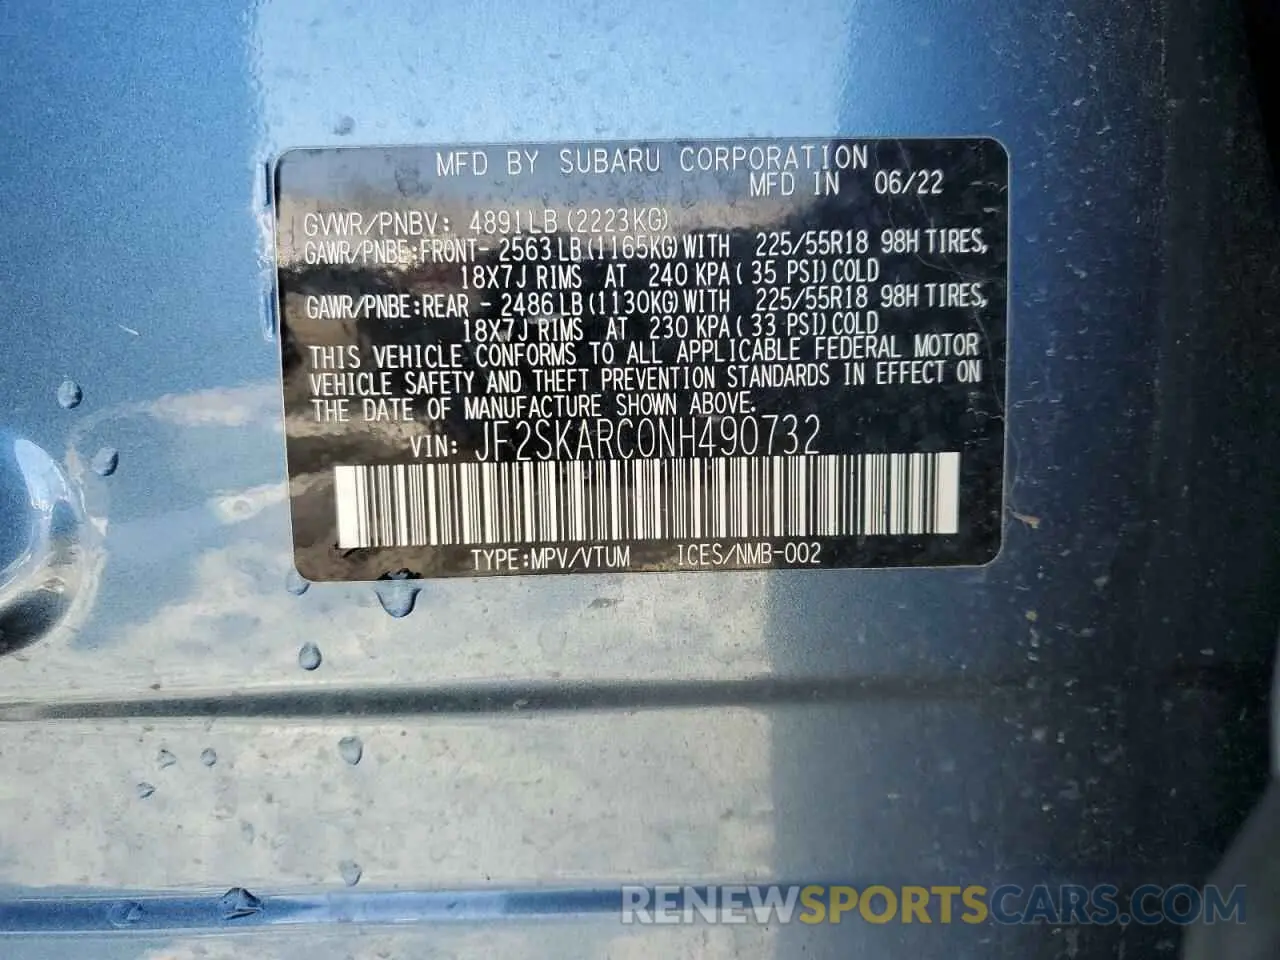 MFD BY SUBARU CORPORATION
MFD IN 06/22
GVWR/PNBV: 4891LB(2223KG)
GAWR/PNBE:FRONT- 2563LB(1165KG)WITH 225/55R18 98H TIRES,
18X7J RIMS AT 240 KPA( 35 PSI)COLD
GAWR/PNBE:REAR - 2486LB(1130KG)WITH 225/55R18 98H TIRES,
18X7J RIMS AT 230 KPA( 33 PSI)COLD
THIS VEHICLE CONFORMS TO ALL APPLICABLE FEDERAL MOTOR
VEHICLE SAFETY AND THEFT PREVENTION STANDARDS IN EFFECT ON
THE DATE OF MANUFACTURE SHOWN ABOVE.
VIN: JF2SKARC0NH490732
TYPE:MPV/VTUM ICES/NMB-002
RENEWSPORTSCARS.COM